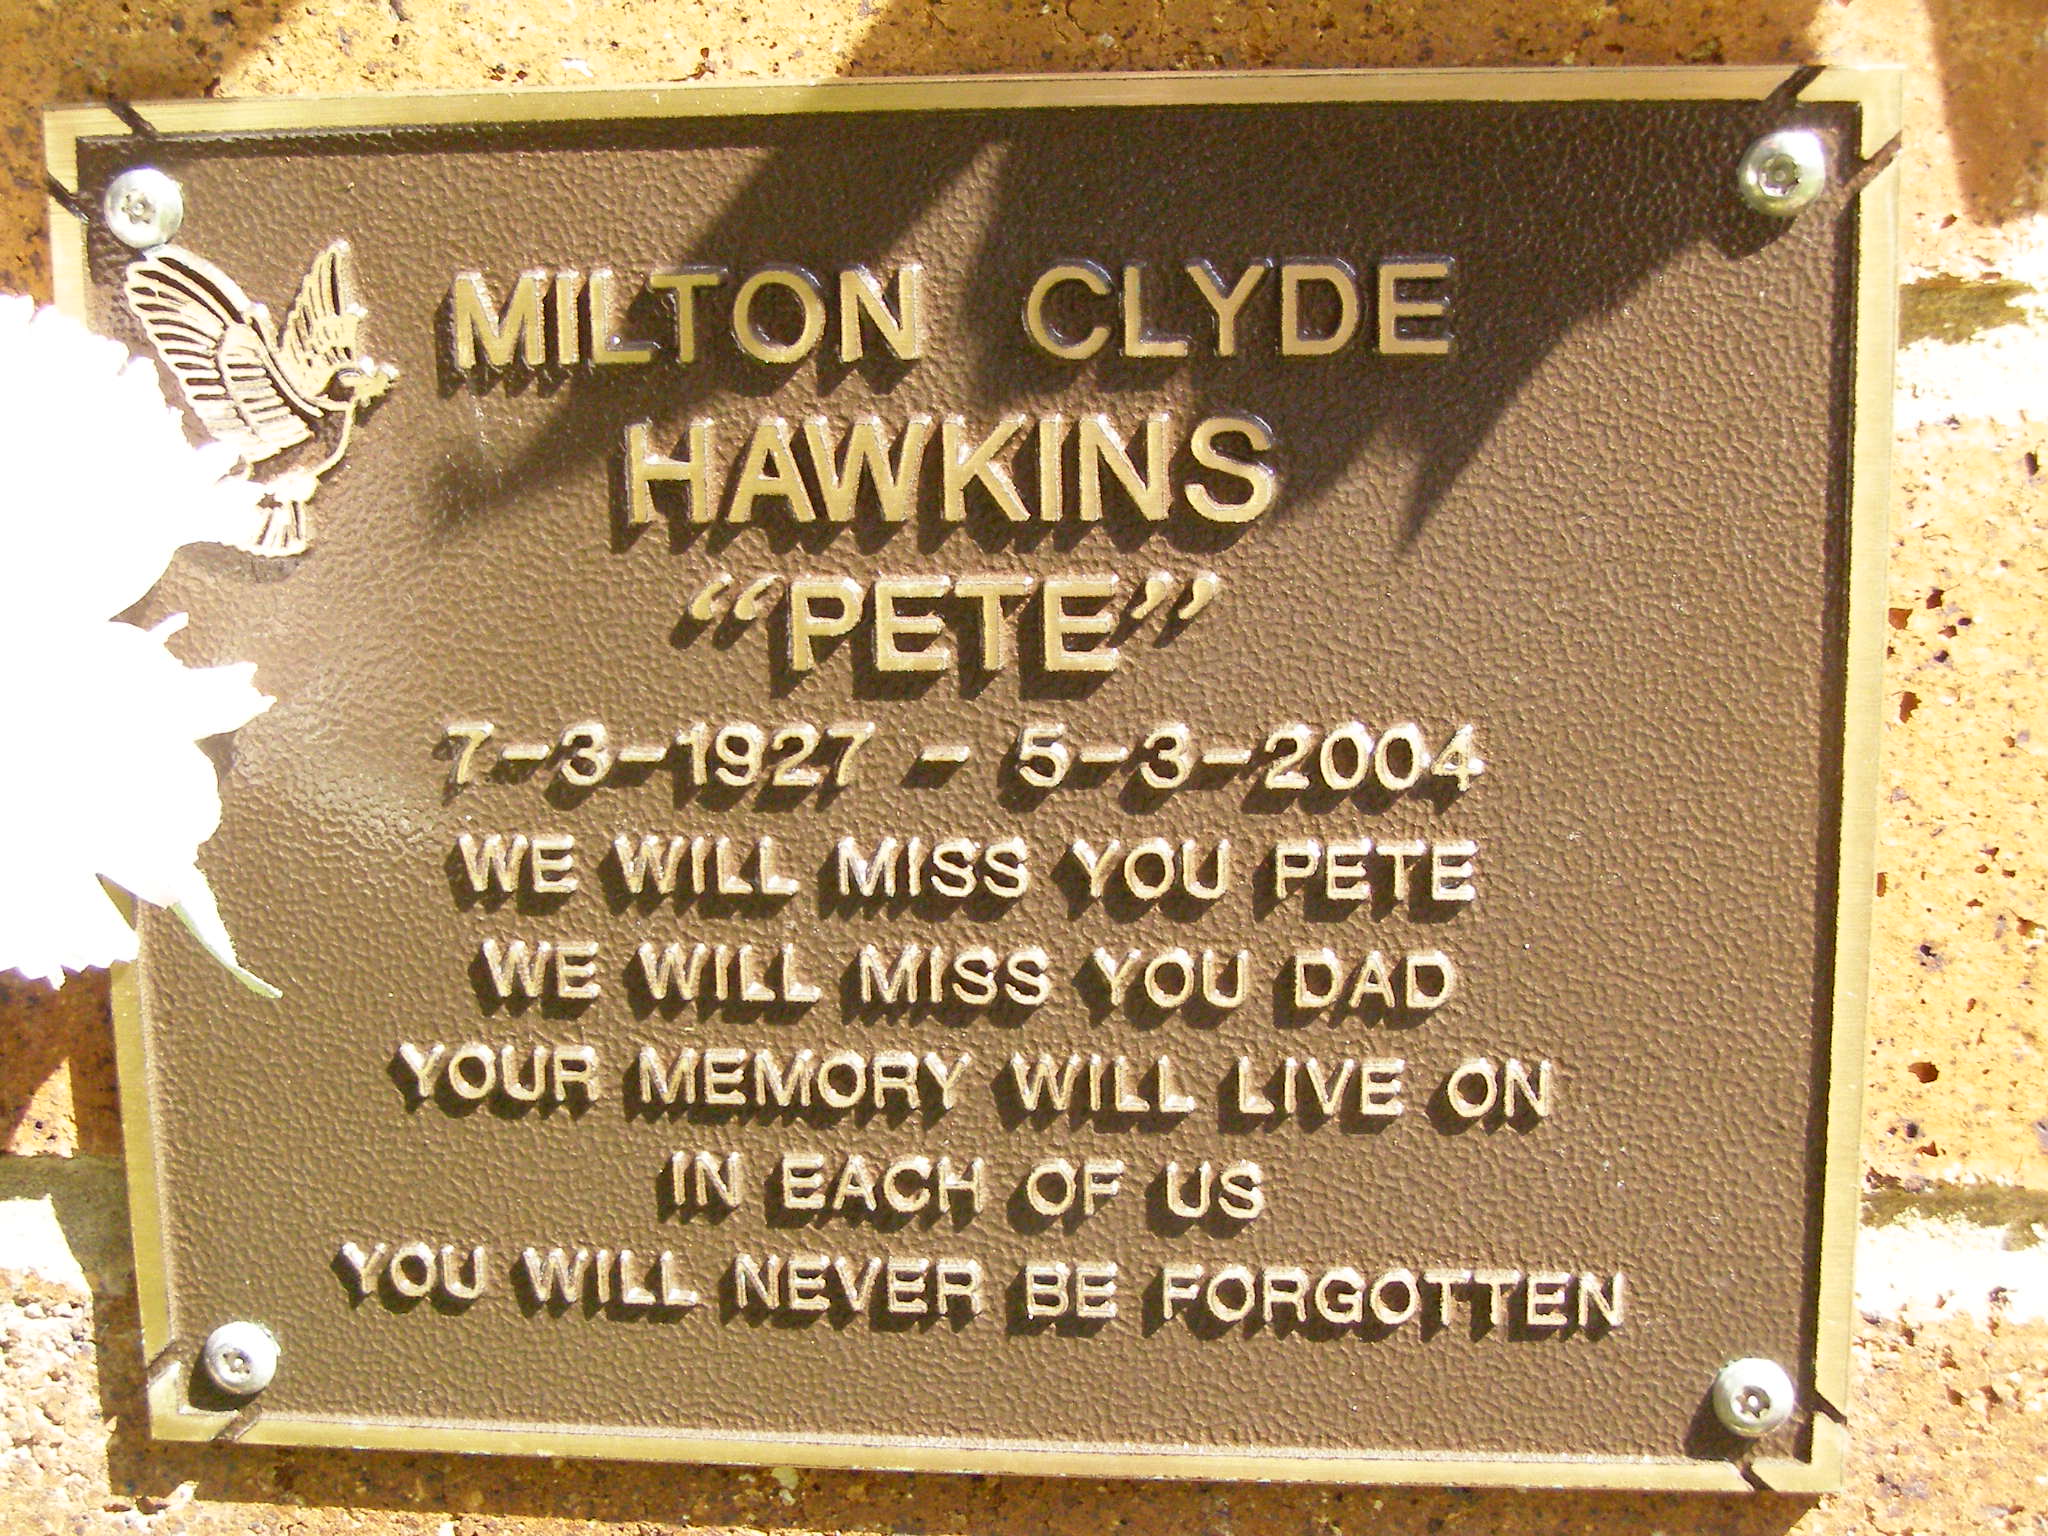 MILTON CLYDE
HAWKINS
“PETE”
7-3-1927 - 5-3-2004
WE WILL MISS YOU PETE
WE WILL MISS YOU DAD
YOUR MEMORY WILL LIVE ON
IN EACH OF US
YOU WILL NEVER BE FORGOTTEN